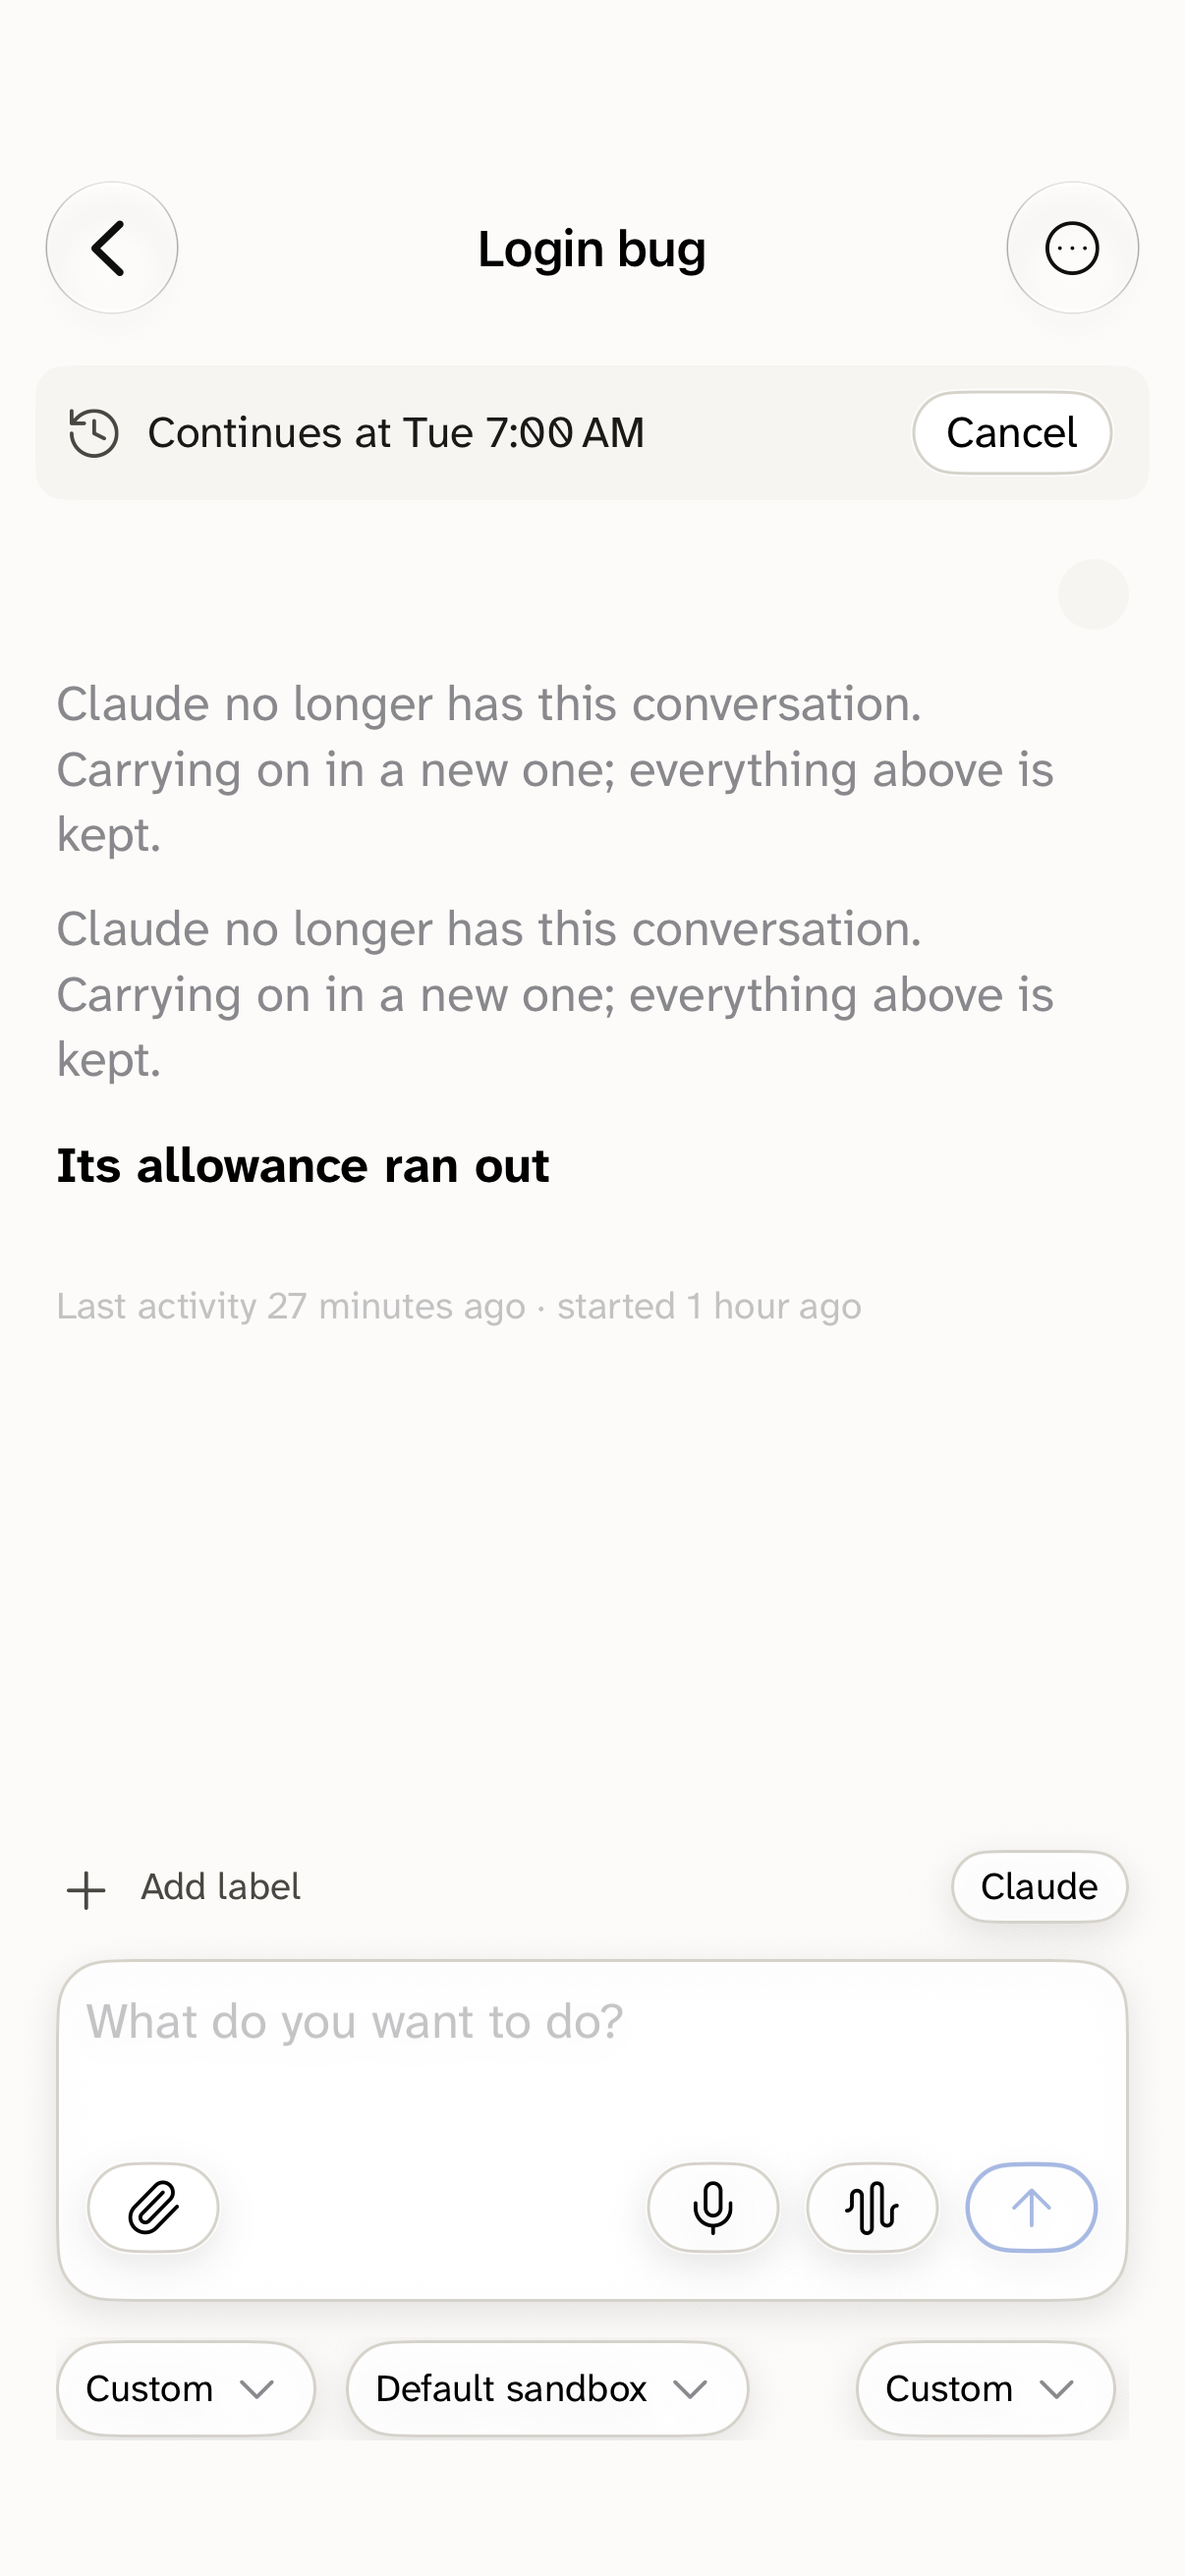 Login bug
Continues at Tue 7:00 AM
Cancel
Claude no longer has this conversation.
Carrying on in a new one; everything above is
kept.
Claude no longer has this conversation.
Carrying on in a new one; everything above is
kept.
Its allowance ran out
Last activity 27 minutes ago · started 1 hour ago
Add label
Claude
What do you want to do?
Custom
Default sandbox
Custom